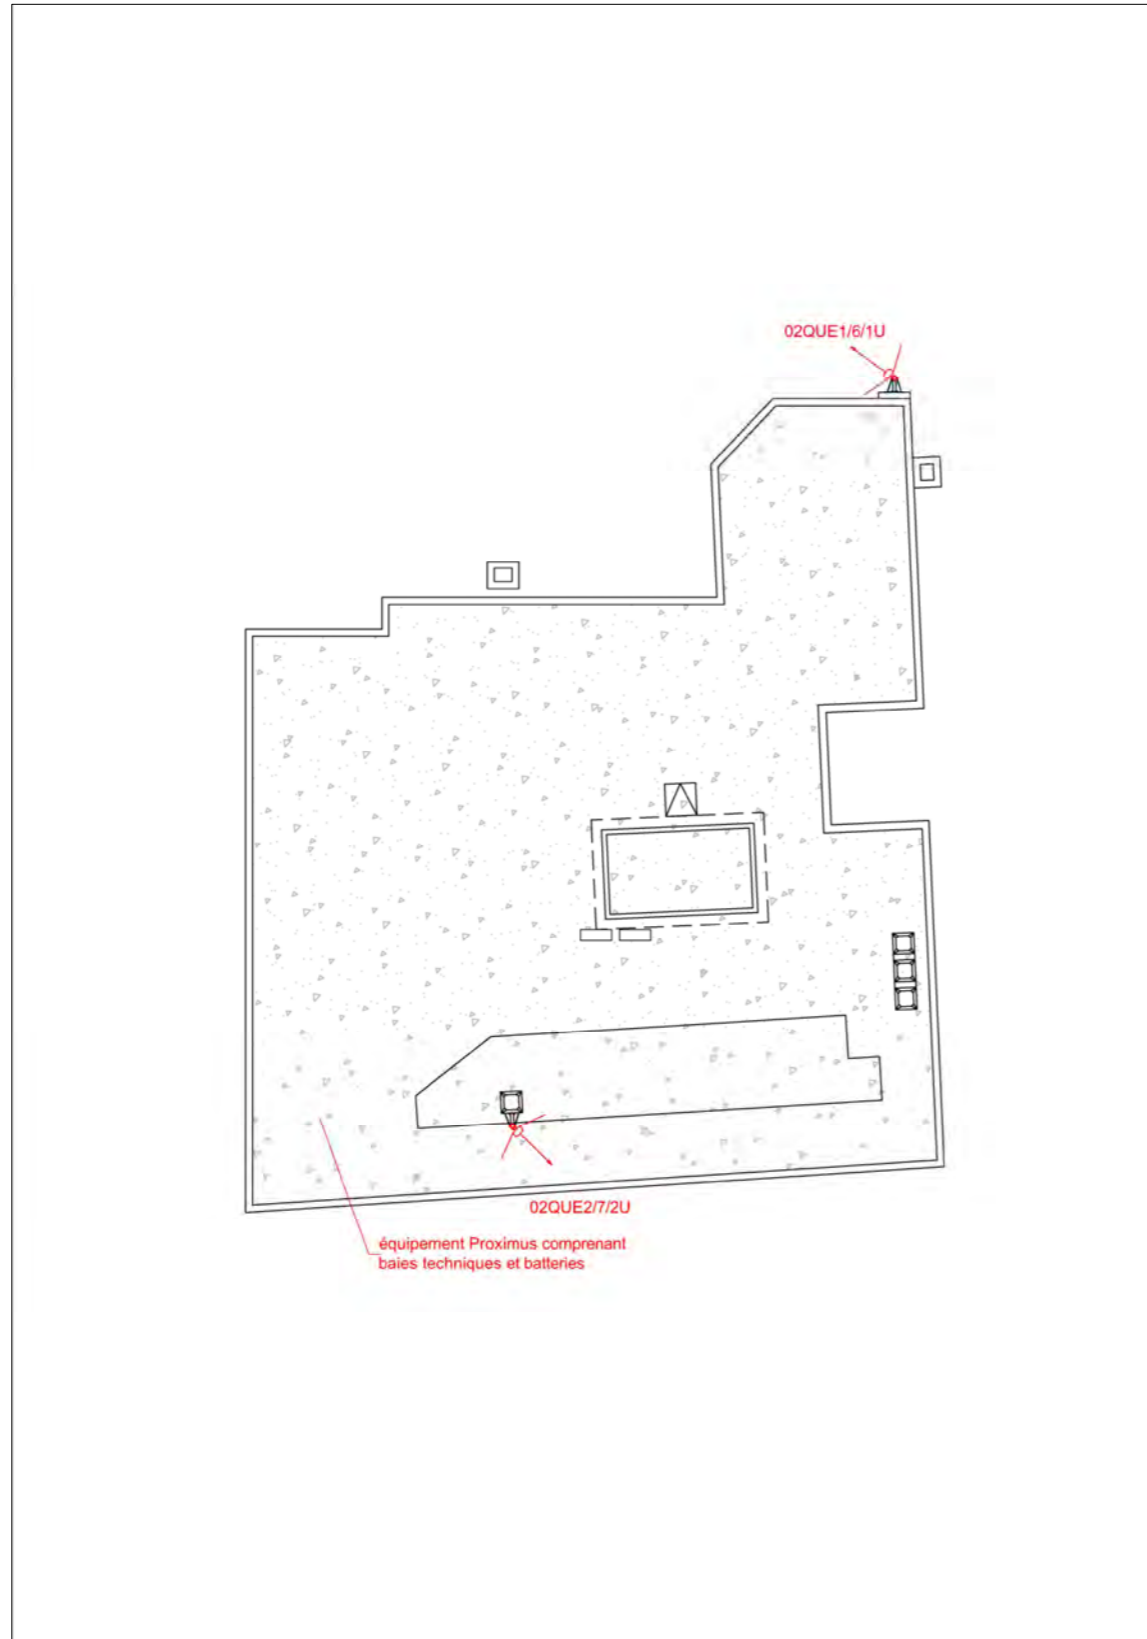 02QUE1/6/1U
02QUE2/7/2U
équipement Proximus comprenant
baies techniques et batteries